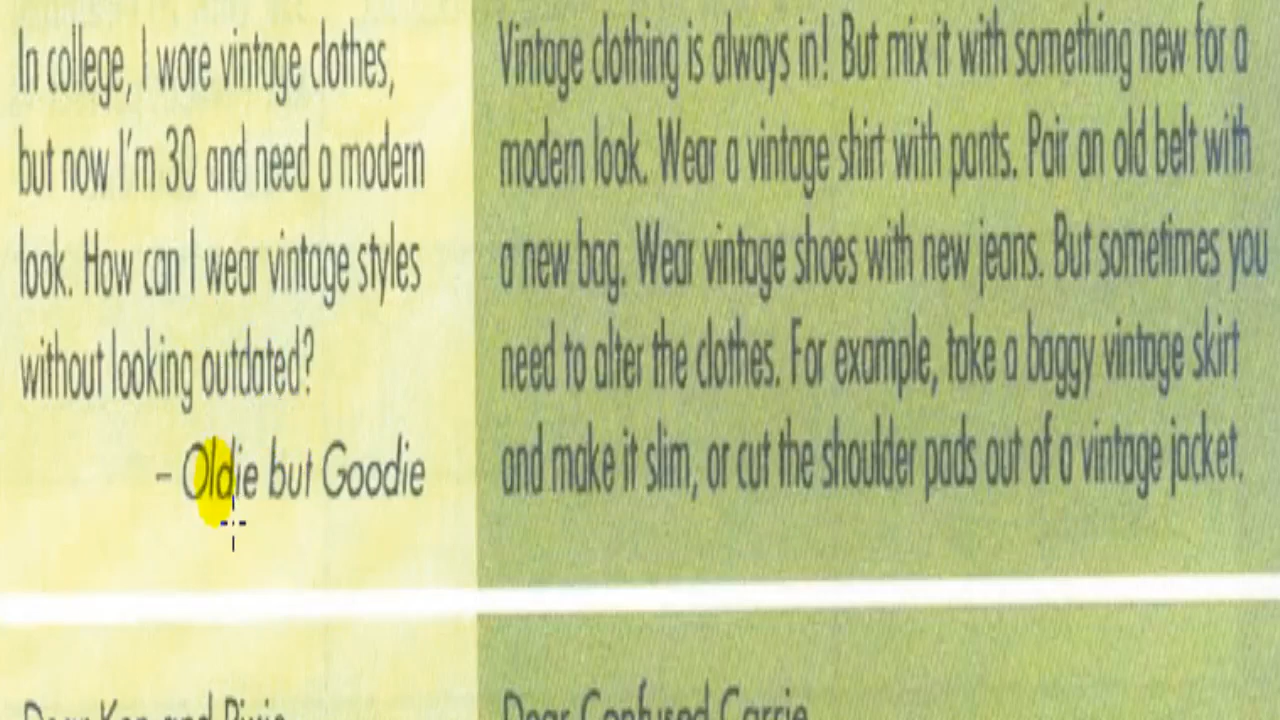 In college, I wore vintage clothes,
but now I'm 30 and need a modern
look. How can I wear vintage styles
without looking outdated?
– Oldie but Goodie
Vintage clothing is always in! But mix it with something new for a
modern look. Wear a vintage shirt with pants. Pair an old belt with
a new bag. Wear vintage shoes with new jeans. But sometimes you
need to alter the clothes. For example, take a baggy vintage skirt
and make it slim, or cut the shoulder pads out of a vintage jacket.
Dear Ken and Pixie
Dear Confused Carrie